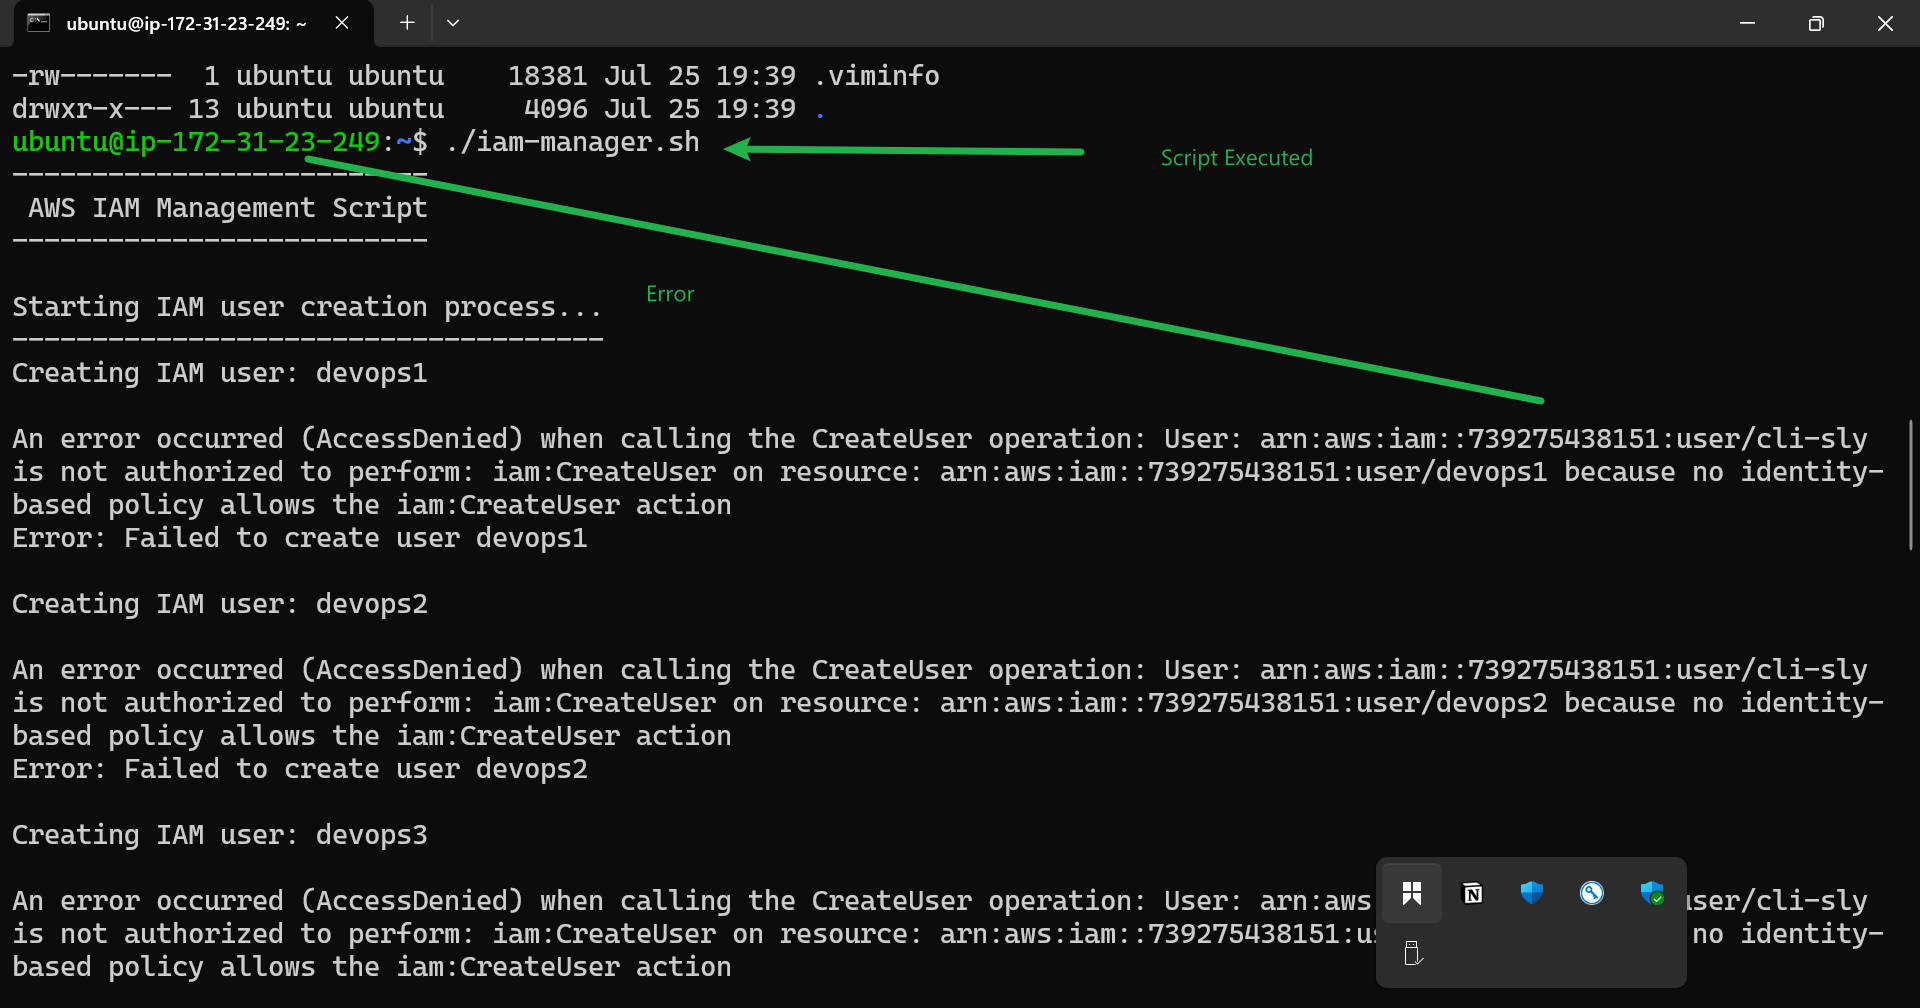 ubuntu@ip-172-31-23-249: ~
-rw-------  1 ubuntu ubuntu    18381 Jul 25 19:39 .viminfo
drwxr-x--- 13 ubuntu ubuntu     4096 Jul 25 19:39 .
ubuntu@ip-172-31-23-249:~$ ./iam-manager.sh
Script Executed
--------------------------
 AWS IAM Management Script
--------------------------
Error
Starting IAM user creation process...
-------------------------------------
Creating IAM user: devops1
An error occurred (AccessDenied) when calling the CreateUser operation: User: arn:aws:iam::739275438151:user/cli-sly
is not authorized to perform: iam:CreateUser on resource: arn:aws:iam::739275438151:user/devops1 because no identity-
based policy allows the iam:CreateUser action
Error: Failed to create user devops1
Creating IAM user: devops2
An error occurred (AccessDenied) when calling the CreateUser operation: User: arn:aws:iam::739275438151:user/cli-sly
is not authorized to perform: iam:CreateUser on resource: arn:aws:iam::739275438151:user/devops2 because no identity-
based policy allows the iam:CreateUser action
Error: Failed to create user devops2
Creating IAM user: devops3
An error occurred (AccessDenied) when calling the CreateUser operation: User: arn:aws user/cli-sly
is not authorized to perform: iam:CreateUser on resource: arn:aws:iam::739275438151: no identity-
based policy allows the iam:CreateUser action